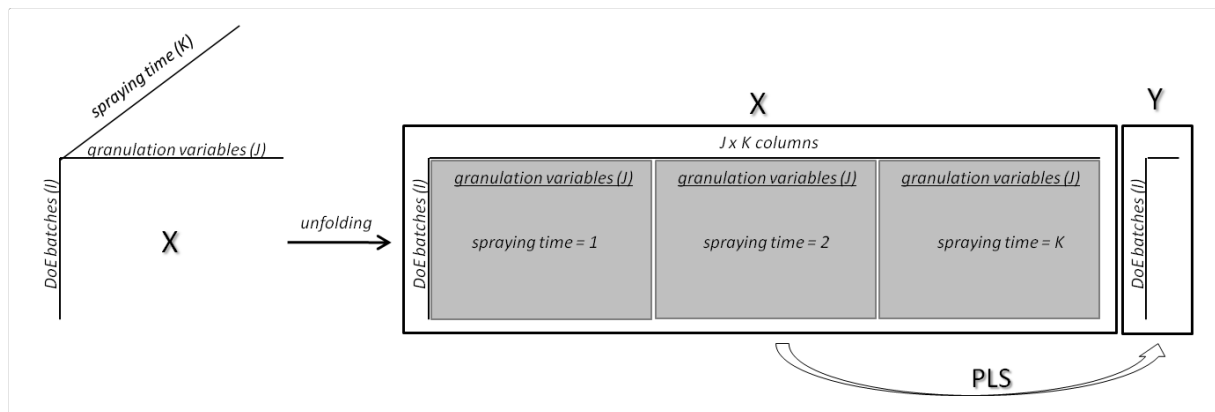 spraying time (K)
granulation variables (J)
DoE batches (I)
X
unfolding
X
Y
J x K columns
DoE batches (I)
granulation variables (J)
granulation variables (J)
granulation variables (J)
spraying time = 1
spraying time = 2
spraying time = K
DoE batches (I)
PLS